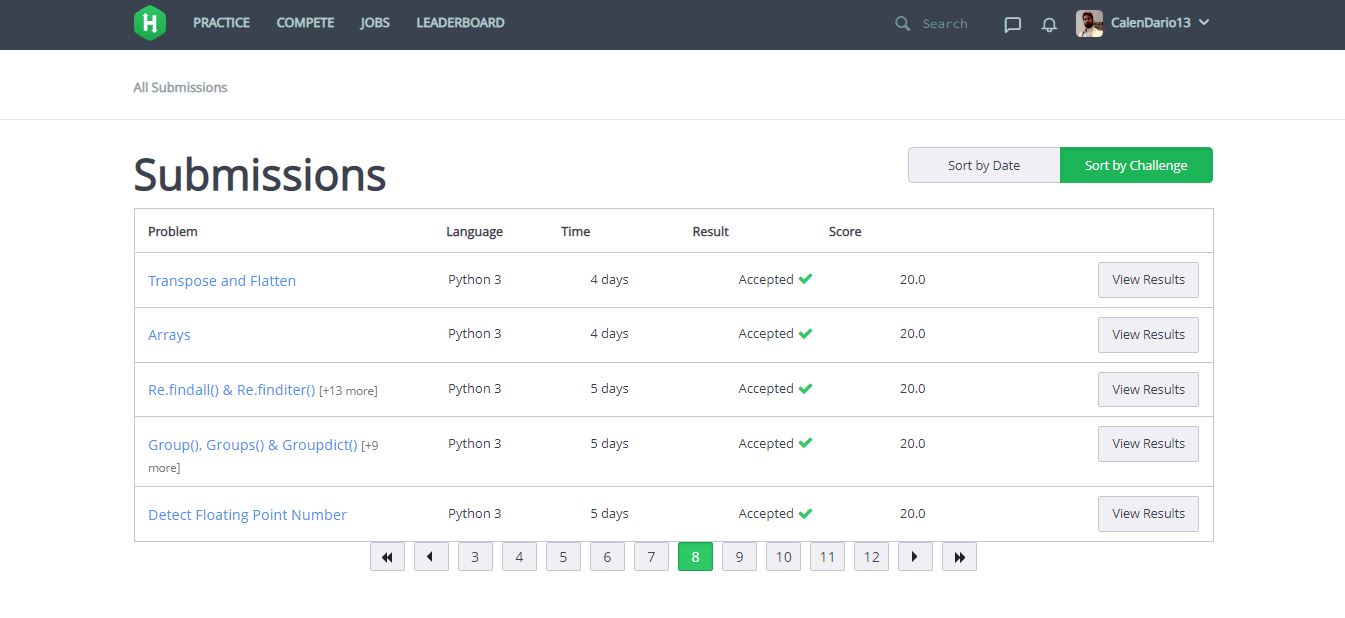 H PRACTICE COMPETE JOBS LEADERBOARD Search CalenDario13
All Submissions
Submissions
Sort by Date Sort by Challenge
Problem Language Time Result Score
Transpose and Flatten Python 3 4 days Accepted 20.0 View Results
Arrays Python 3 4 days Accepted 20.0 View Results
Re.findall() & Re.finditer() [+13 more] Python 3 5 days Accepted 20.0 View Results
Group(), Groups() & Groupdict() [+9 Python 3 5 days Accepted 20.0 View Results
more]
Detect Floating Point Number Python 3 5 days Accepted 20.0 View Results
3 4 5 6 7 8 9 10 11 12